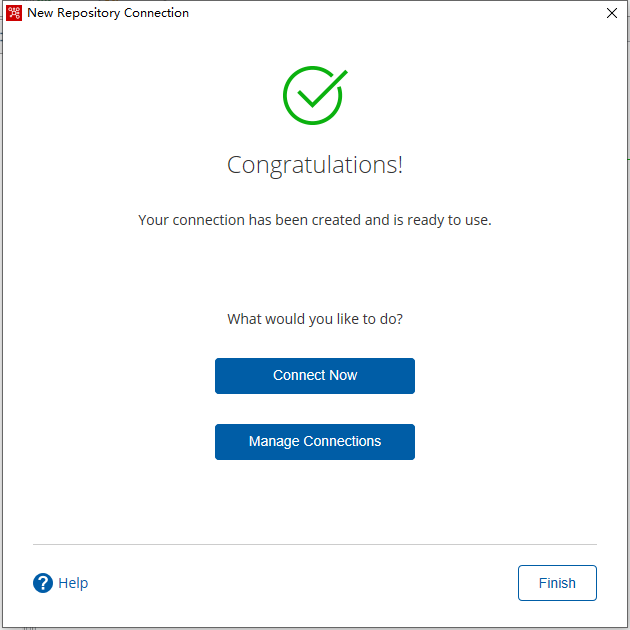 New Repository Connection
Congratulations!
Your connection has been created and is ready to use.
What would you like to do?
Connect Now
Manage Connections
? Help
Finish